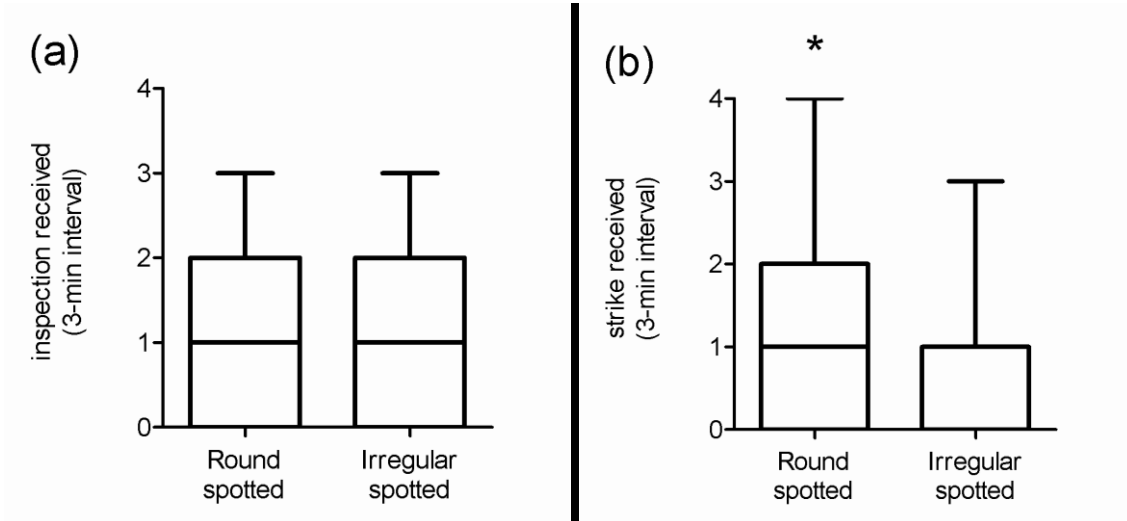 (a)
inspection received
(3-min interval)
4
3
2
1
0
Round
spotted
Irregular
spotted
(b)
*
strike received
(3-min interval)
4
3
2
1
0
Round
spotted
Irregular
spotted